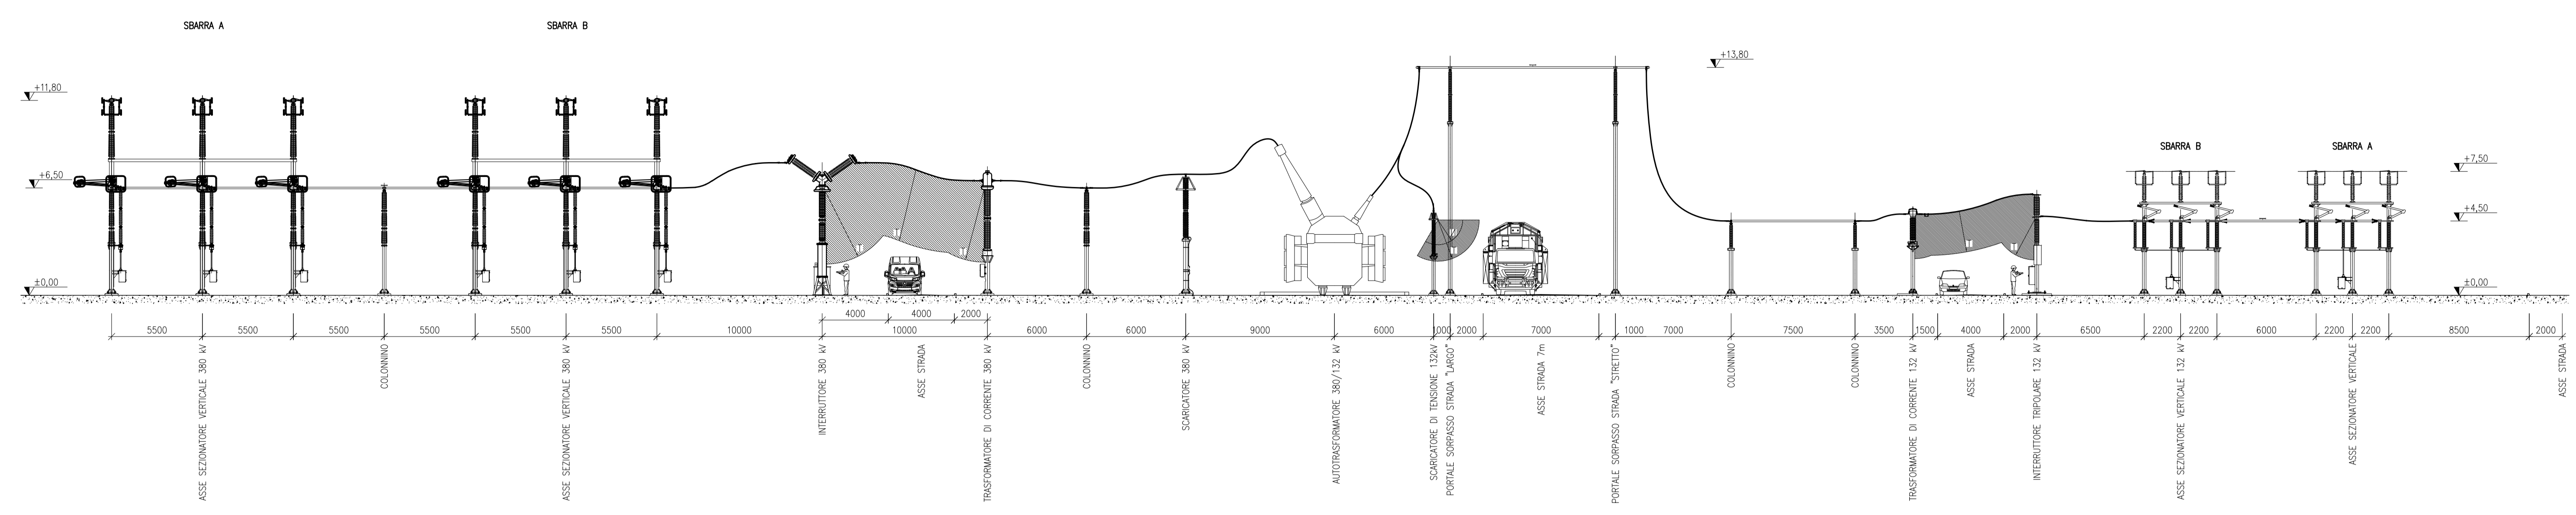 SBARRA A
SBARRA B
+13,80
+11,80
SBARRA B
SBARRA A
+7,50
+6,50
+4,50
±0,00
±0,00
4000
4000
2000
5500
5500
5500
5500
5500
5500
10000
10000
6000
6000
9000
6000
1000
2000
7000
1000
7000
7500
3500
1500
4000
2000
6500
2200
2200
6000
2200
2200
8500
2000
ASSE SEZIONATORE VERTICALE 380 kV
COLONNINO
ASSE SEZIONATORE VERTICALE 380 kV
INTERRUTTORE 380 kV
ASSE STRADA
TRASFORMATORE DI CORRENTE 380 kV
COLONNINO
SCARICATORE 380 kV
AUTOTRASFORMATORE 380/132 kV
SCARICATORE DI TENSIONE 132kV
PORTALE SORPASSO STRADA "LARGO"
ASSE STRADA 7m
PORTALE SORPASSO STRADA "STRETTO"
COLONNINO
COLONNINO
TRASFORMATORE DI CORRENTE 132 kV
ASSE STRADA
INTERRUTTORE TRIPOLARE 132 kV
ASSE SEZIONATORE VERTICALE 132 kV
ASSE SEZIONATORE VERTICALE
ASSE STRADA